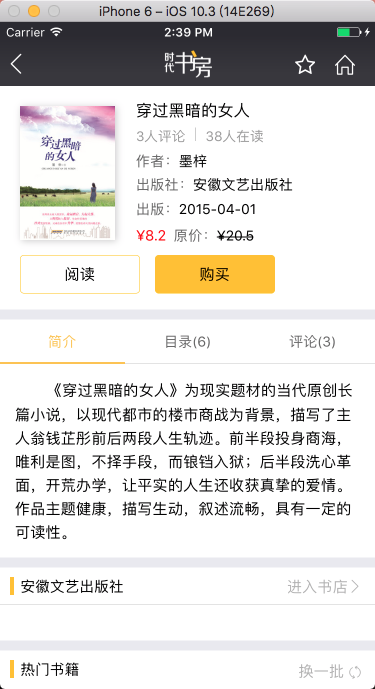 iPhone 6 – iOS 10.3 (14E269)
Carrier 2:39 PM
时代书房
穿过黑暗的女人
3人评论 38人在读
作者：墨梓
出版社：安徽文艺出版社
出版：2015-04-01
¥8.2 原价：¥20.5
阅读 购买
穿过黑暗
的女人
简介 目录(6) 评论(3)
《穿过黑暗的女人》为现实题材的当代原创长
篇小说，以现代都市的楼市商战为背景，描写了主
人翁钱芷彤前后两段人生轨迹。前半段投身商海，
唯利是图，不择手段，而锒铛入狱；后半段洗心革
面，开荒办学，让平实的人生还收获真挚的爱情。
作品主题健康，描写生动，叙述流畅，具有一定的
可读性。
安徽文艺出版社 进入书店
热门书籍 换一批